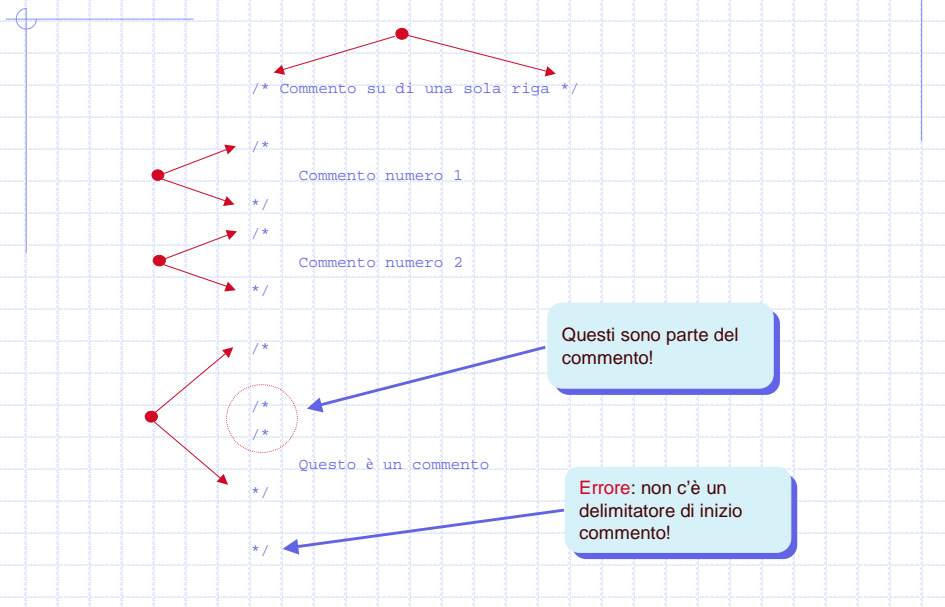 /* Commento su di una sola riga */
/*
Commento numero 1
*/
/*
Commento numero 2
*/
/*
Questi sono parte del
commento!
/*
/*
Questo è un commento
*/
Errore: non c'è un
delimitatore di inizio
commento!
*/